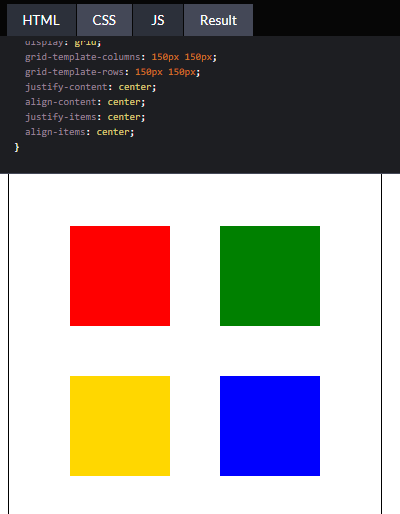 HTML CSS JS Result
display: grid;
grid-template-columns: 150px 150px;
grid-template-rows: 150px 150px;
justify-content: center;
align-content: center;
justify-items: center;
align-items: center;
}